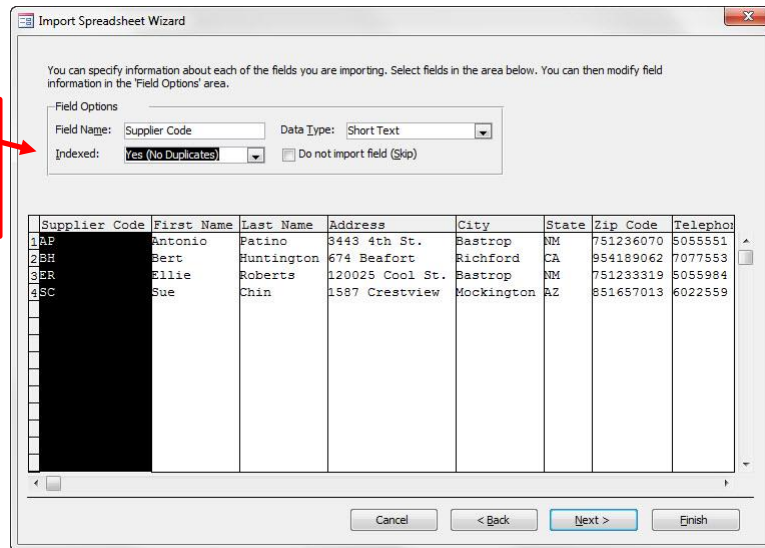 Import Spreadsheet Wizard
You can specify information about each of the fields you are importing. Select fields in the area below. You can then modify field
information in the 'Field Options' area.
Field Options
Field Name: Supplier Code Data Type: Short Text
Indexed: Yes (No Duplicates) Do not import field (Skip)
Supplier Code First Name Last Name Address City State Zip Code Telephon
1 AP Antonio Patino 3443 4th St. Bastrop NM 751236070 5055551
2 BH Bert Huntington 674 Beafort Richford CA 954189062 7077553
3 ER Ellie Roberts 120025 Cool St. Bastrop NM 751233319 5055984
4 SC Sue Chin 1587 Crestview Mockington AZ 851657013 6022559
Cancel < Back Next > Finish